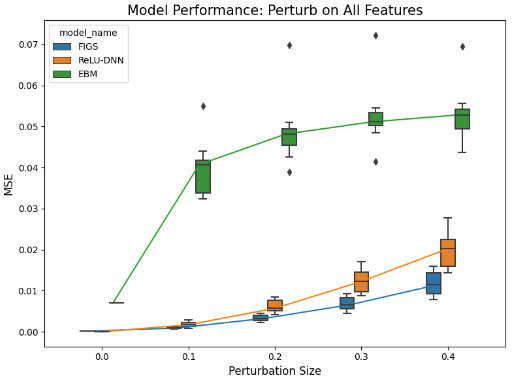 Model Performance: Perturb on All Features
model_name
FIGS
ReLU-DNN
EBM
MSE
0.07
0.06
0.05
0.04
0.03
0.02
0.01
0.00
0.0 0.1 0.2 0.3 0.4
Perturbation Size